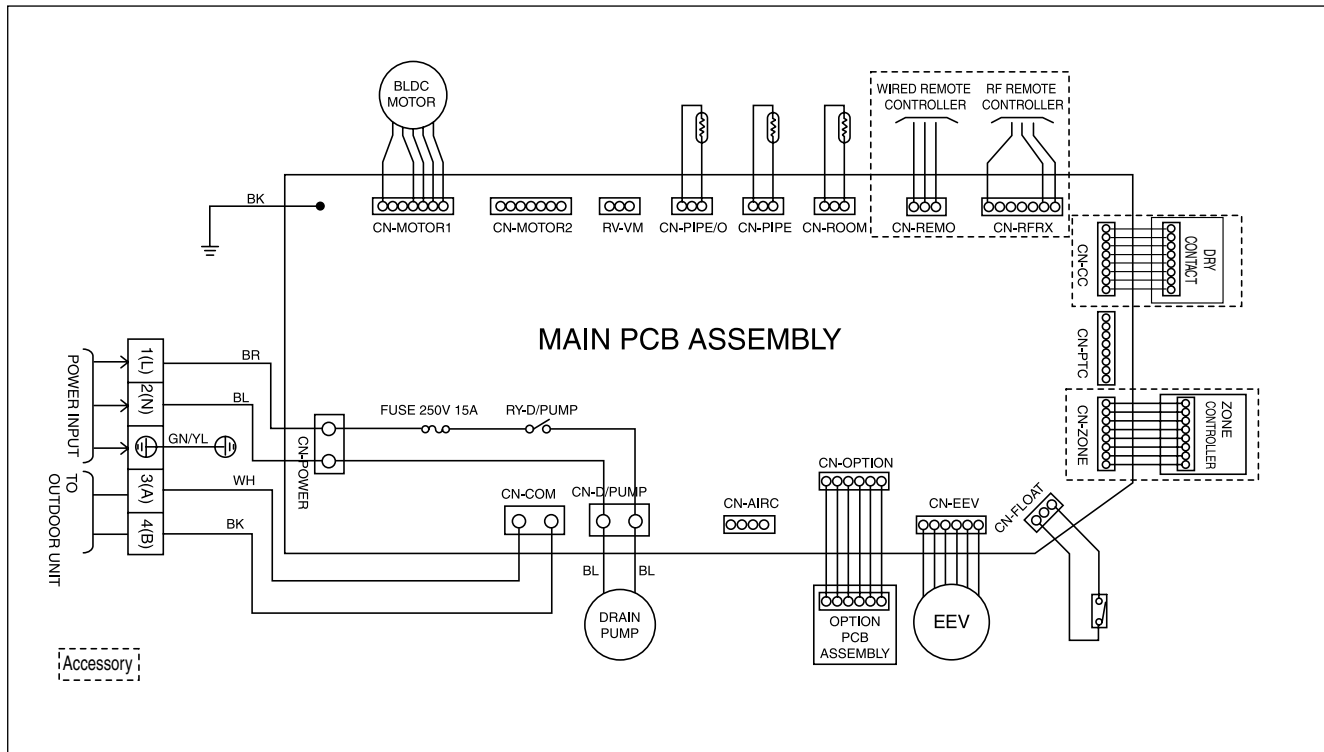 BLDC
MOTOR
WIRED REMOTE
CONTROLLER
RF REMOTE
CONTROLLER
BK
CN-MOTOR1
CN-MOTOR2
RV-VM
CN-PIPE/O
CN-PIPE
CN-ROOM
CN-REMO
CN-RFRX
CN-CC
DRY
CONTACT
MAIN PCB ASSEMBLY
CN-PTC
POWER INPUT
1(L)
BR
2(N)
BL
GN/YL
CN-POWER
FUSE 250V 15A
RY-D/PUMP
CN-ZONE
ZONE
CONTROLLER
TO
OUTDOOR UNIT
3(A)
WH
4(B)
BK
CN-COM
CN-D/PUMP
CN-AIRC
CN-OPTION
CN-EEV
CN-FLOAT
BL
BL
DRAIN
PUMP
OPTION
PCB
ASSEMBLY
EEV
Accessory